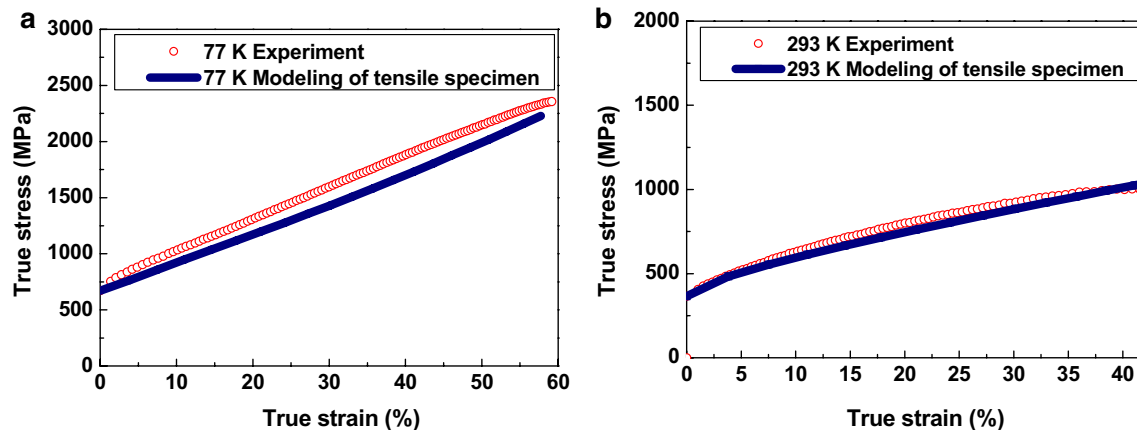 a
3000
2500
2000
1500
1000
500
0
True stress (MPa)
77 K Experiment
77 K Modeling of tensile specimen
0 10 20 30 40 50 60
True strain (%)
b
2000
1500
1000
500
0
True stress (MPa)
293 K Experiment
293 K Modeling of tensile specimen
0 5 10 15 20 25 30 35 40
True strain (%)